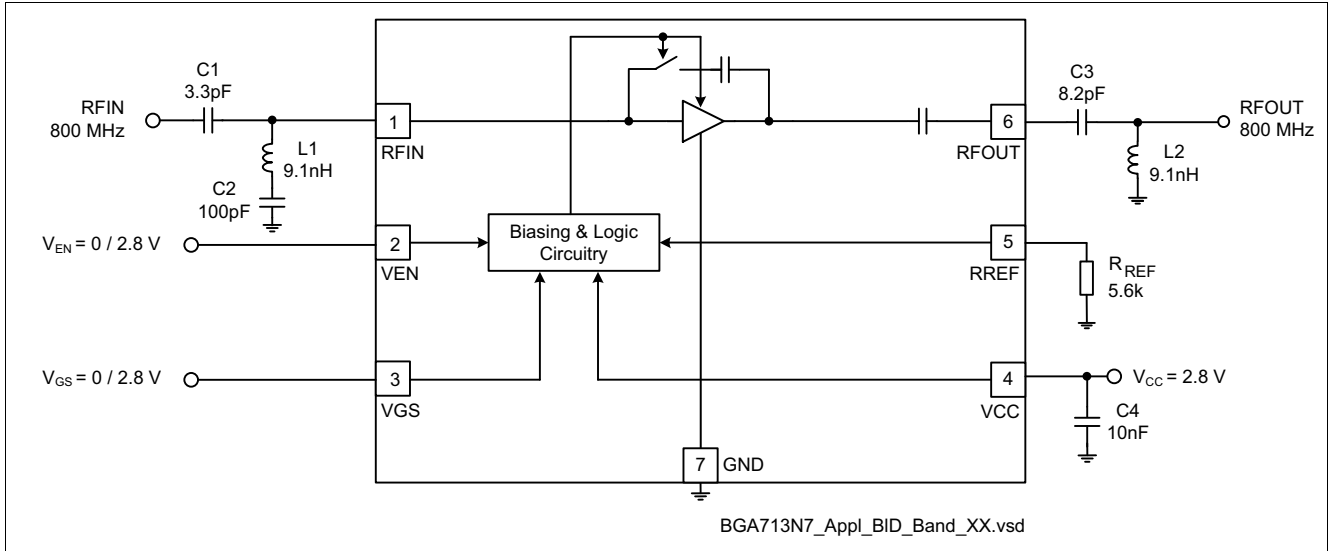 C1
3.3pF
RFIN
800 MHz
1
RFIN
L1
9.1nH
C2
100pF
V_EN = 0 / 2.8 V
2
VEN
Biasing & Logic
Circuitry
V_GS = 0 / 2.8 V
3
VGS
C3
8.2pF
RFOUT
800 MHz
6
RFOUT
L2
9.1nH
5
RREF
R_REF
5.6k
4
VCC
V_CC = 2.8 V
C4
10nF
7
GND
BGA713N7_Appl_BID_Band_XX.vsd